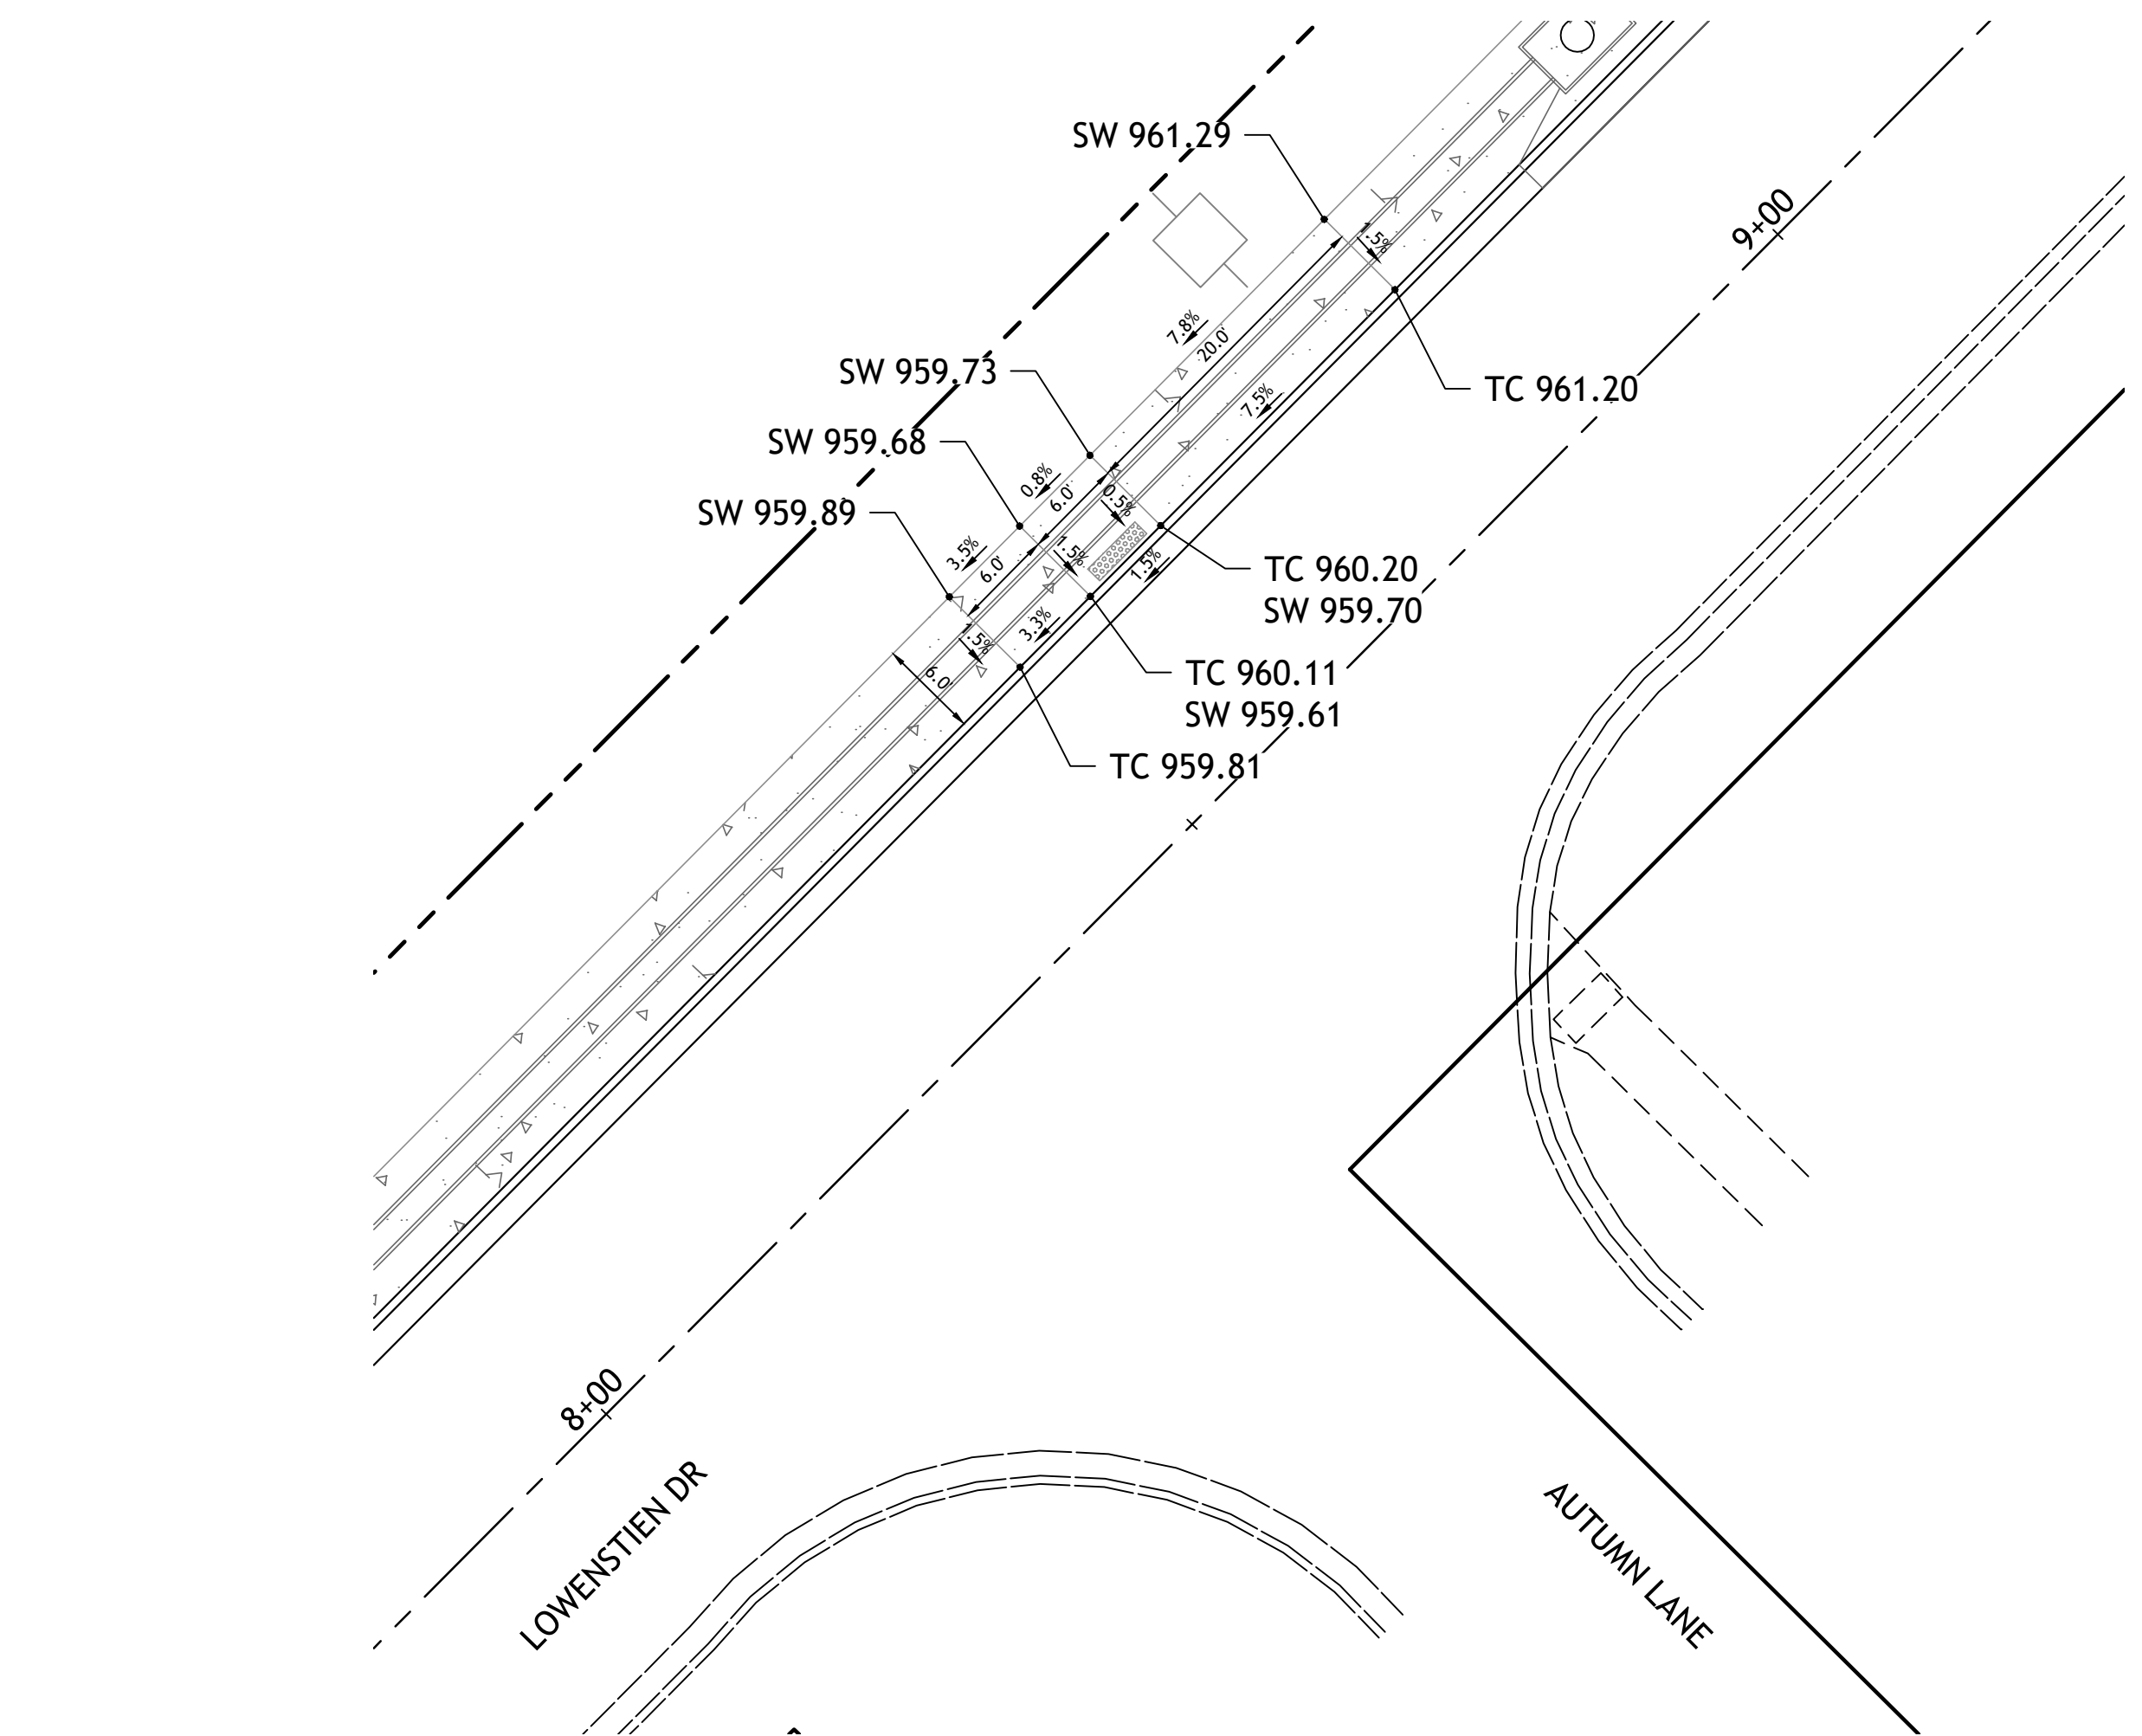 SW 961.29
9+00
1.5%
7.8%
20.0'
SW 959.73
TC 961.20
7.5%
SW 959.68
0.8%
6.0'
0.5%
SW 959.89
3.5%
6.0'
1.5%
1.5%
TC 960.20
SW 959.70
3.3%
1.5%
6.0'
TC 960.11
SW 959.61
TC 959.81
8+00
LOWENSTIEN DR
AUTUMN LANE